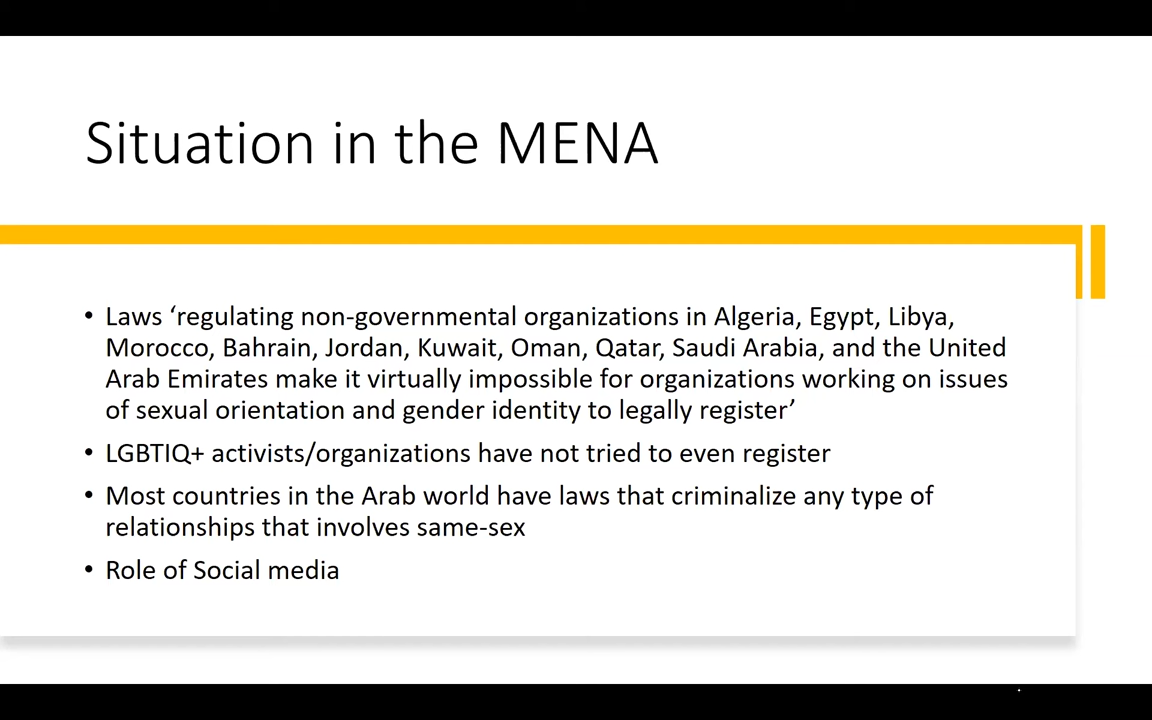 Situation in the MENA
• Laws ‘regulating non-governmental organizations in Algeria, Egypt, Libya,
Morocco, Bahrain, Jordan, Kuwait, Oman, Qatar, Saudi Arabia, and the United
Arab Emirates make it virtually impossible for organizations working on issues
of sexual orientation and gender identity to legally register’
• LGBTIQ+ activists/organizations have not tried to even register
• Most countries in the Arab world have laws that criminalize any type of
relationships that involves same-sex
• Role of Social media